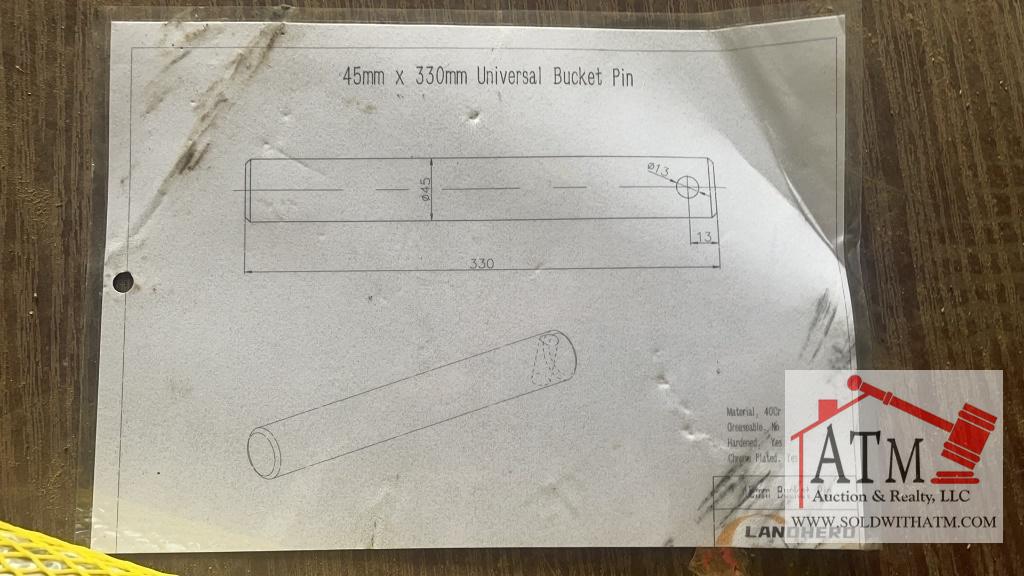 45mm x 330mm Universal Bucket Pin
ø13
ø45
13
330
Material, 40Cr
Greaseable, No
Hardened, Yes
Chrome Plated, Yes
Bucket
LANDHERO
ATM
Auction & Realty, LLC
WWW.SOLDWITHATM.COM